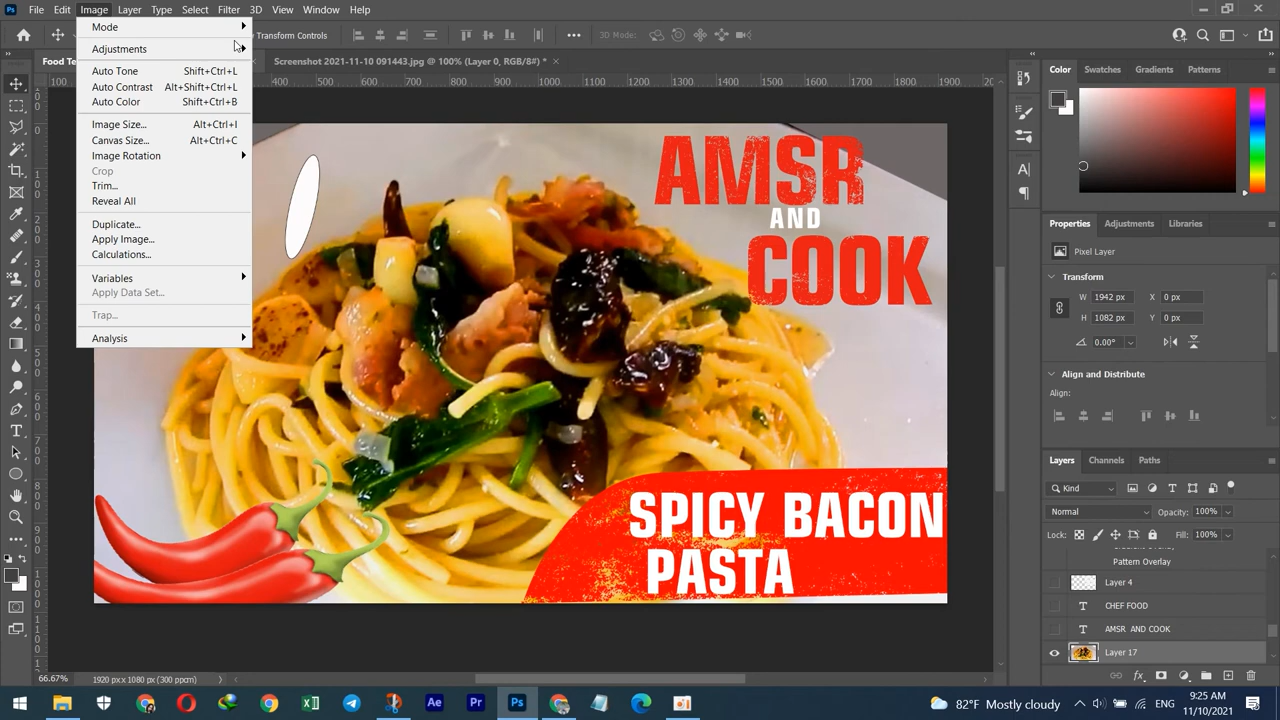 Ps File Edit Image Layer Type Select Filter 3D View Window Help
Transform Controls 3D Mode:
Screenshot 2021-11-10 091443.jpg @ 100% (Layer 0, RGB/8#) *
Mode
Adjustments
Auto Tone Shift+Ctrl+L
Auto Contrast Alt+Shift+Ctrl+L
Auto Color Shift+Ctrl+B
Image Size... Alt+Ctrl+I
Canvas Size... Alt+Ctrl+C
Image Rotation
Crop
Trim...
Reveal All
Duplicate...
Apply Image...
Calculations...
Variables
Apply Data Set...
Trap...
Analysis
AMSR
AND
COOK
SPICY BACON
PASTA
Color Swatches Gradients Patterns
Properties Adjustments Libraries
Pixel Layer
Transform
W 1942 px X 0 px
H 1082 px Y 0 px
0.00°
Align and Distribute
Align:
Layers Channels Paths
Kind
Normal Opacity: 100%
Lock: Fill: 100%
Pattern Overlay
Layer 4
CHEF FOOD
AMSR AND COOK
Layer 17
66.67% 1920 px x 1080 px (300 ppcm)
Ae Pr Ps
82°F Mostly cloudy
9:25 AM
11/10/2021